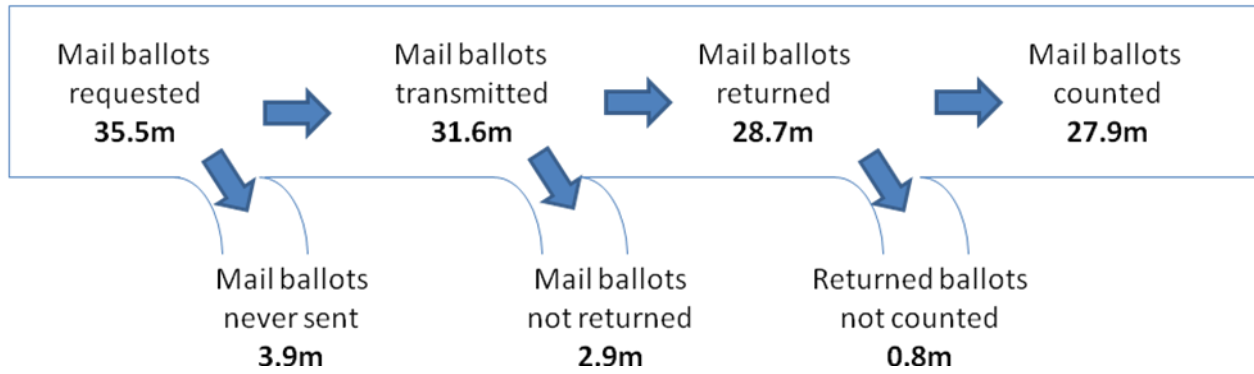 Mail ballots
requested
35.5m
Mail ballots
transmitted
31.6m
Mail ballots
returned
28.7m
Mail ballots
counted
27.9m
Mail ballots
never sent
3.9m
Mail ballots
not returned
2.9m
Returned ballots
not counted
0.8m